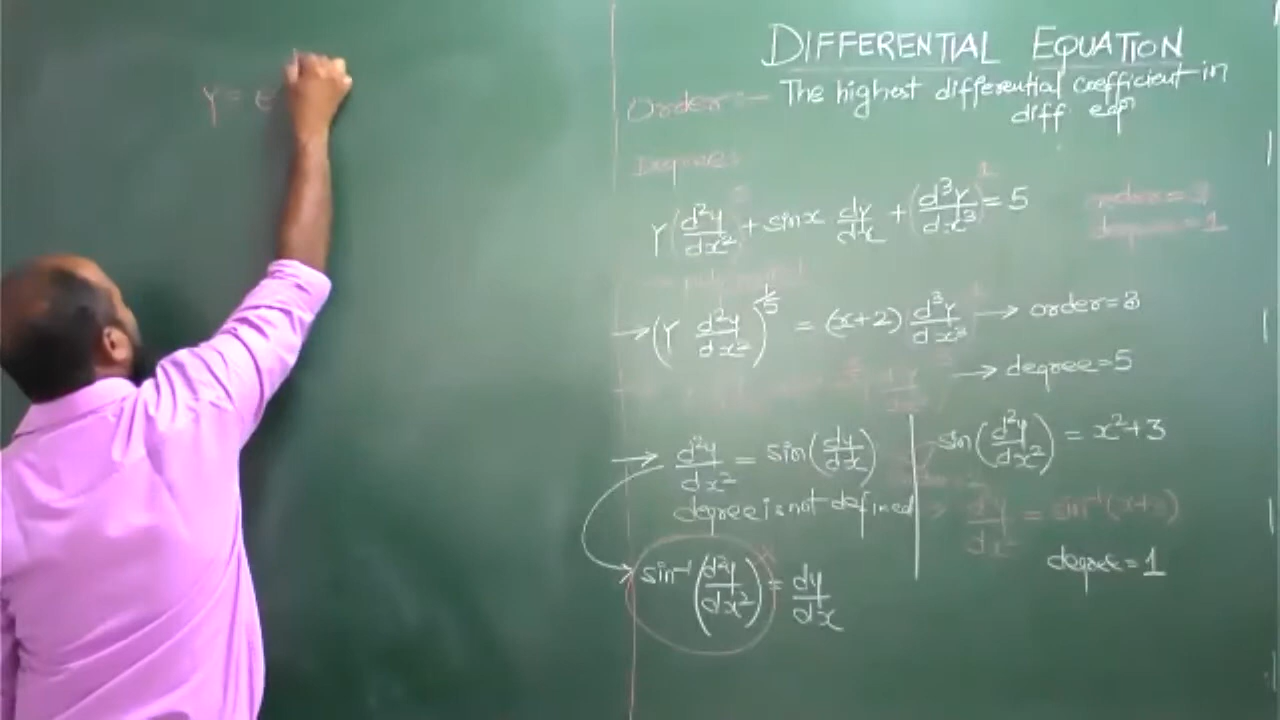 y = e
DIFFERENTIAL EQUATION
Order :- The highest differential coefficient in
diff. eqⁿ
Degree:
y(d²y/dx²) + sinx dy/dx + (d³y/dx³)¹ = 5
order = 3
degree = 1
→ (y d²y/dx²)^(1/5) = (x+2) d³y/dx³ → order = 3
→ degree = 5
→ d²y/dx² = sin(dy/dx)
degree is not defined
sin⁻¹(d²y/dx²) = dy/dx
sin(d²y/dx²) = x²+3
d²y/dx² = sin⁻¹(x+3)
degree = 1